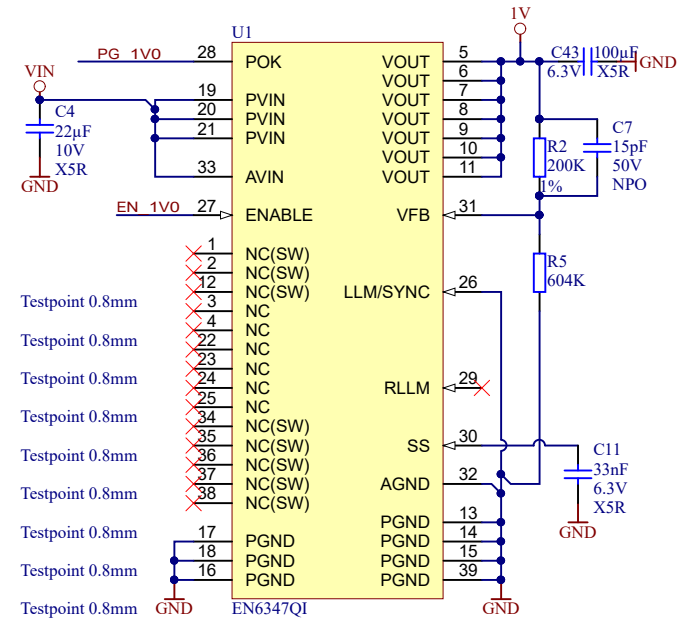 1V
U1
PG_1V0
28
POK
VOUT
5
C43
100µF
6.3V
X5R
GND
VOUT
6
VIN
19
PVIN
VOUT
7
C4
22µF
10V
X5R
GND
20
PVIN
VOUT
8
C7
15pF
50V
NPO
21
PVIN
VOUT
9
R2
200K
1%
VOUT
10
33
AVIN
VOUT
11
EN_1V0
27
ENABLE
VFB
31
1
NC(SW)
2
NC(SW)
R5
604K
12
NC(SW)
LLM/SYNC
26
Testpoint 0.8mm
3
NC
4
NC
Testpoint 0.8mm
22
NC
23
NC
Testpoint 0.8mm
24
NC
RLLM
29
25
NC
Testpoint 0.8mm
34
NC(SW)
35
NC(SW)
SS
30
C11
33nF
6.3V
X5R
GND
Testpoint 0.8mm
36
NC(SW)
37
NC(SW)
AGND
32
Testpoint 0.8mm
38
NC(SW)
PGND
13
Testpoint 0.8mm
17
PGND
PGND
14
18
PGND
PGND
15
Testpoint 0.8mm
16
PGND
PGND
39
Testpoint 0.8mm
GND
EN6347QI
GND